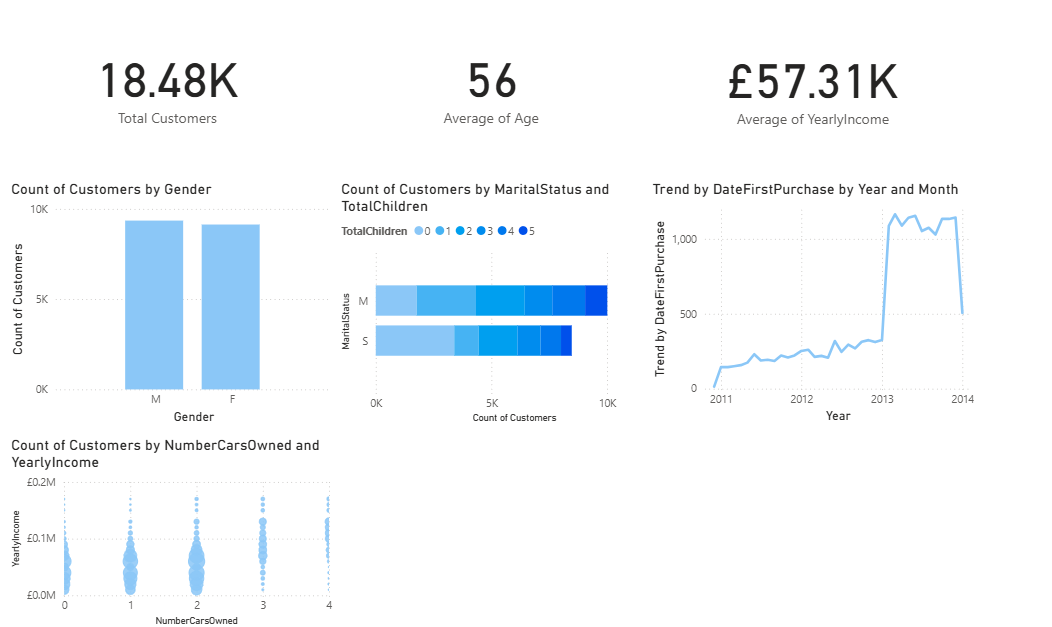 18.48K
Total Customers
56
Average of Age
£57.31K
Average of YearlyIncome
Count of Customers by Gender
10K
5K
0K
Count of Customers
M
F
Gender
Count of Customers by MaritalStatus and
TotalChildren
TotalChildren 0 1 2 3 4 5
MaritalStatus
M
S
0K
5K
10K
Count of Customers
Trend by DateFirstPurchase by Year and Month
Trend by DateFirstPurchase
1,000
500
0
2011
2012
2013
2014
Year
Count of Customers by NumberCarsOwned and
YearlyIncome
YearlyIncome
£0.2M
£0.1M
£0.0M
0
1
2
3
4
NumberCarsOwned